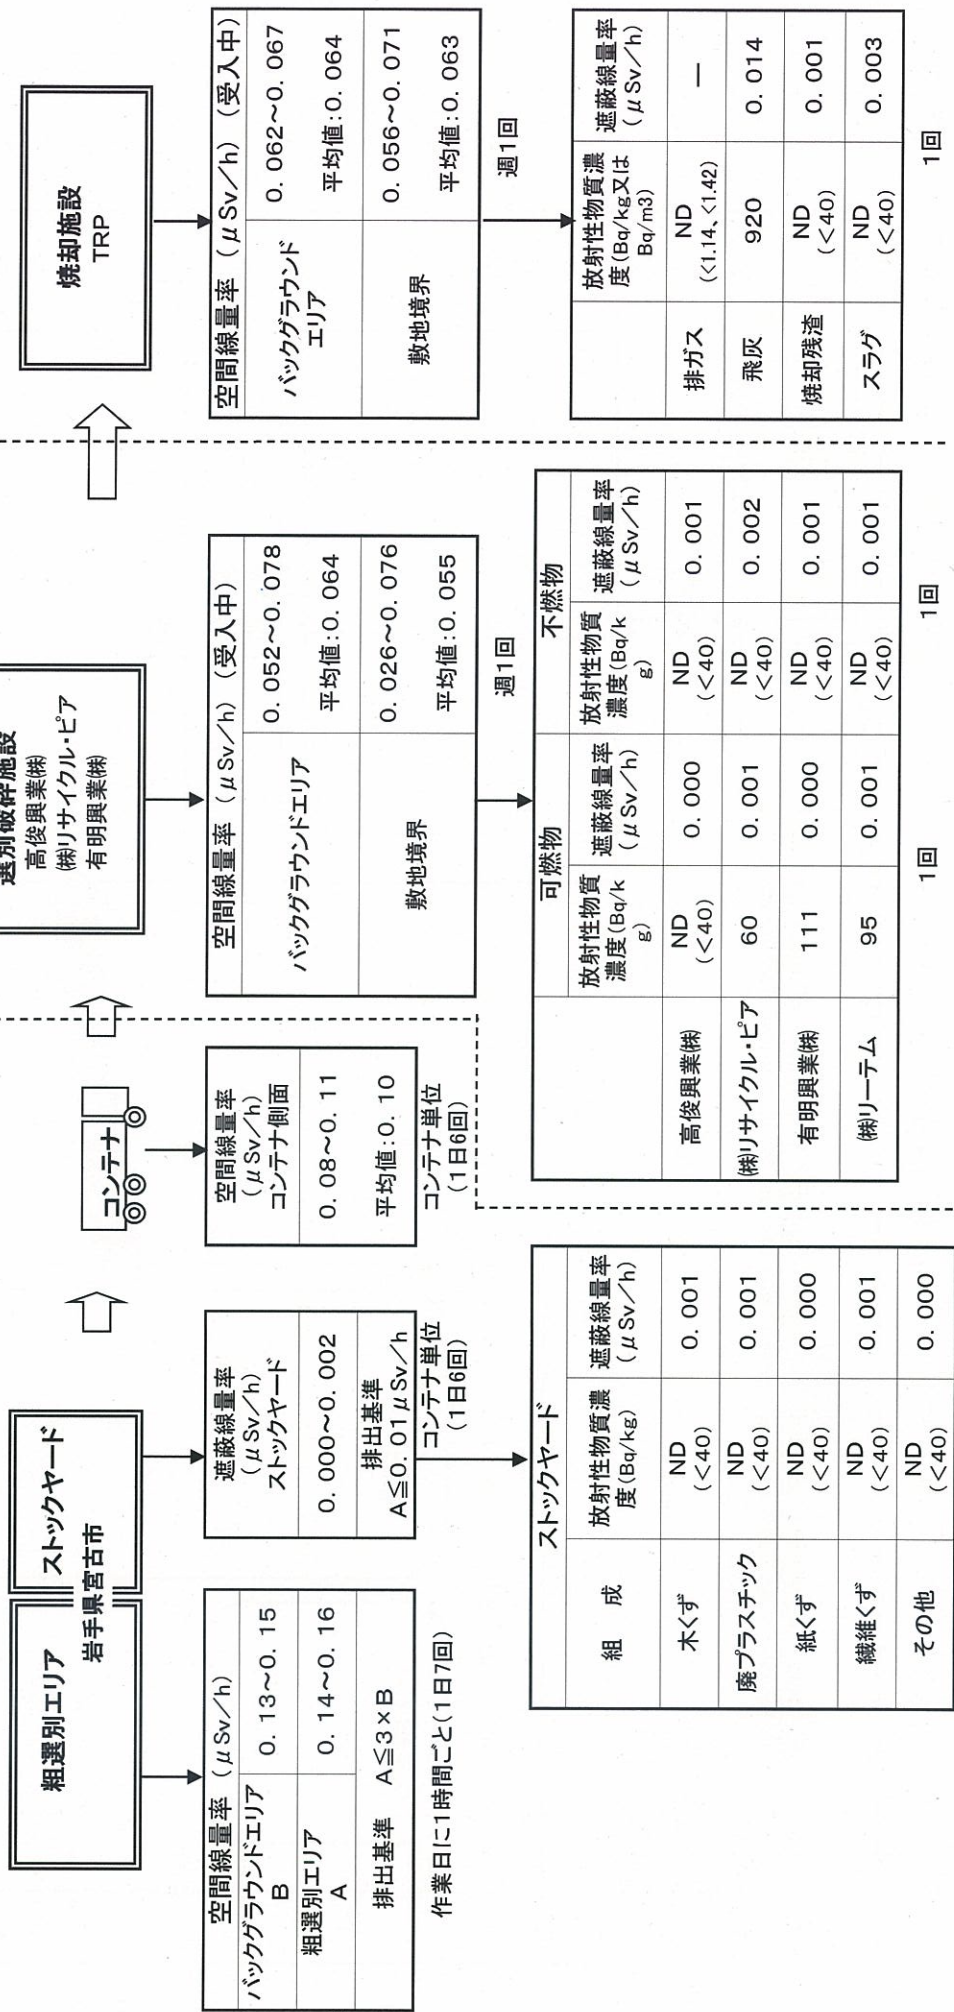 粗選別エリア
ストックヤード
岩手県宮古市
コンテナ
選別破砕施設
高俊興業㈱
㈱リサイクル・ピア
有明興業㈱
焼却施設
TRP
空間線量率 (μSv/h)
バックグラウンドエリア
B
0.13~0.15
粗選別エリア
A
0.14~0.16
排出基準 A≦3×B
作業日に1時間ごと(1日7回)
遮蔽線量率
(μSv/h)
ストックヤード
0.000~0.002
排出基準
A≦0.01μSv/h
コンテナ単位
(1日6回)
空間線量率
(μSv/h)
コンテナ側面
0.08~0.11
平均値:0.10
コンテナ単位
(1日6回)
空間線量率 (μSv/h) (受入中)
バックグラウンドエリア
0.052~0.078
平均値:0.064
敷地境界
0.026~0.076
平均値:0.055
週1回
空間線量率 (μSv/h) (受入中)
バックグラウンド
エリア
0.062~0.067
平均値:0.064
敷地境界
0.056~0.071
平均値:0.063
週1回
ストックヤード
組 成
放射性物質濃
度(Bq/kg)
遮蔽線量率
(μSv/h)
木くず
ND
(<40)
0.001
廃プラスチック
ND
(<40)
0.001
紙くず
ND
(<40)
0.000
繊維くず
ND
(<40)
0.001
その他
ND
(<40)
0.000
可燃物
不燃物
放射性物質
濃度(Bq/k
g)
遮蔽線量率
(μSv/h)
放射性物質
濃度(Bq/k
g)
遮蔽線量率
(μSv/h)
高俊興業㈱
ND
(<40)
0.000
ND
(<40)
0.001
㈱リサイクル・ピア
60
0.001
ND
(<40)
0.002
有明興業㈱
111
0.000
ND
(<40)
0.001
㈱リーテム
95
0.001
ND
(<40)
0.001
1回
1回
放射性物質濃
度(Bq/kg又は
Bq/m3)
遮蔽線量率
(μSv/h)
排ガス
ND
(<1.14、<1.42)
―
飛灰
920
0.014
焼却残渣
ND
(<40)
0.001
スラグ
ND
(<40)
0.003
1回